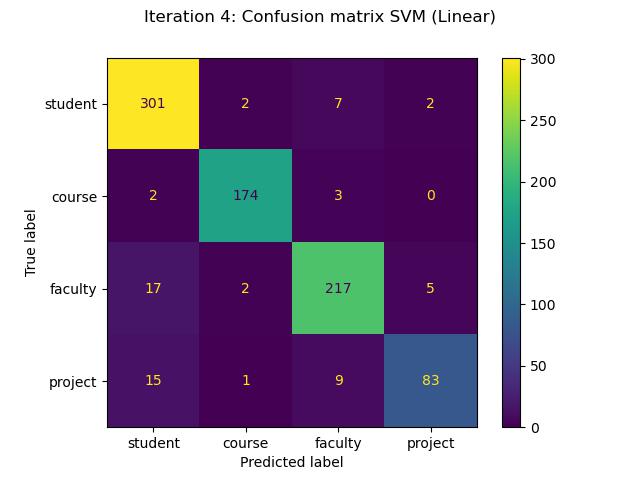 Iteration 4: Confusion matrix SVM (Linear)
student 301 2 7 2
course 2 174 3 0
faculty 17 2 217 5
project 15 1 9 83
student course faculty project
Predicted label
True label
300
250
200
150
100
50
0